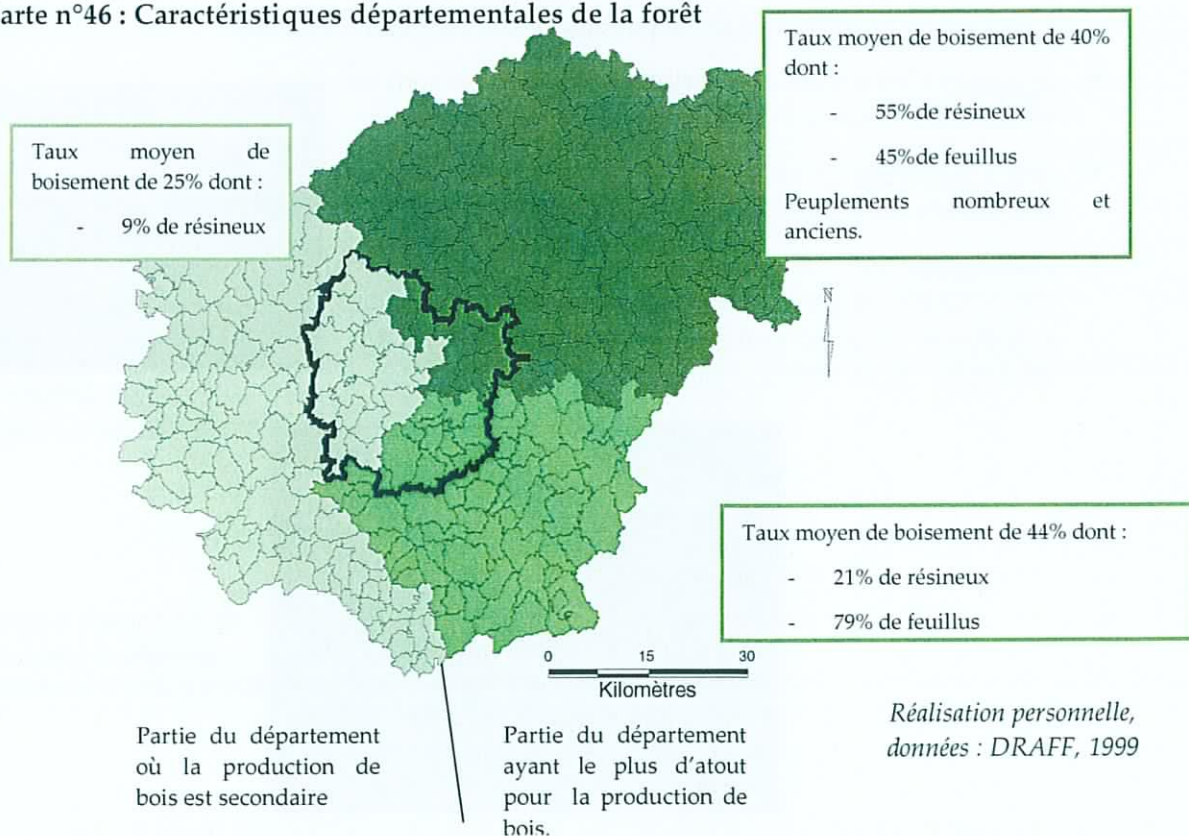 arte n°46 : Caractéristiques départementales de la forêt
Taux moyen de boisement de 40%
dont :
- 55%de résineux
- 45%de feuillus
Peuplements nombreux et
anciens.
Taux moyen de
boisement de 25% dont :
- 9% de résineux
N
Taux moyen de boisement de 44% dont :
- 21% de résineux
- 79% de feuillus
0 15 30
Kilomètres
Partie du département
où la production de
bois est secondaire
Partie du département
ayant le plus d'atout
pour la production de
bois.
Réalisation personnelle,
données : DRAFF, 1999